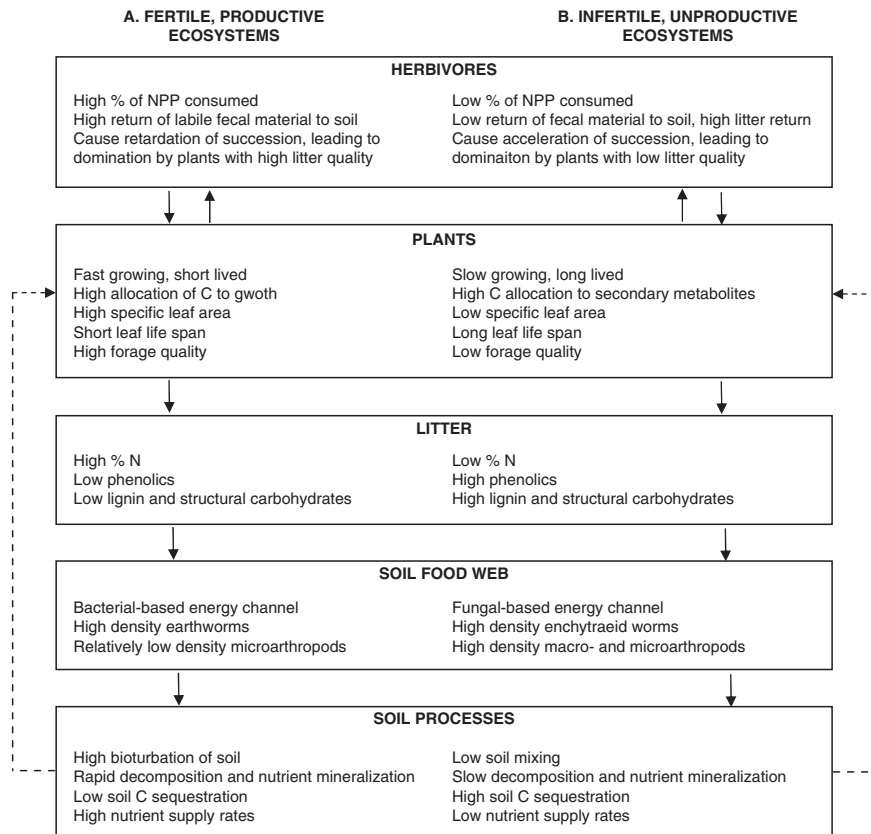 A. FERTILE, PRODUCTIVE
ECOSYSTEMS
B. INFERTILE, UNPRODUCTIVE
ECOSYSTEMS
HERBIVORES
High % of NPP consumed
High return of labile fecal material to soil
Cause retardation of succession, leading to
domination by plants with high litter quality
Low % of NPP consumed
Low return of fecal material to soil, high litter return
Cause acceleration of succession, leading to
dominaiton by plants with low litter quality
PLANTS
Fast growing, short lived
High allocation of C to gwoth
High specific leaf area
Short leaf life span
High forage quality
Slow growing, long lived
High C allocation to secondary metabolites
Low specific leaf area
Long leaf life span
Low forage quality
LITTER
High % N
Low phenolics
Low lignin and structural carbohydrates
Low % N
High phenolics
High lignin and structural carbohydrates
SOIL FOOD WEB
Bacterial-based energy channel
High density earthworms
Relatively low density microarthropods
Fungal-based energy channel
High density enchytraeid worms
High density macro- and microarthropods
SOIL PROCESSES
High bioturbation of soil
Rapid decomposition and nutrient mineralization
Low soil C sequestration
High nutrient supply rates
Low soil mixing
Slow decomposition and nutrient mineralization
High soil C sequestration
Low nutrient supply rates